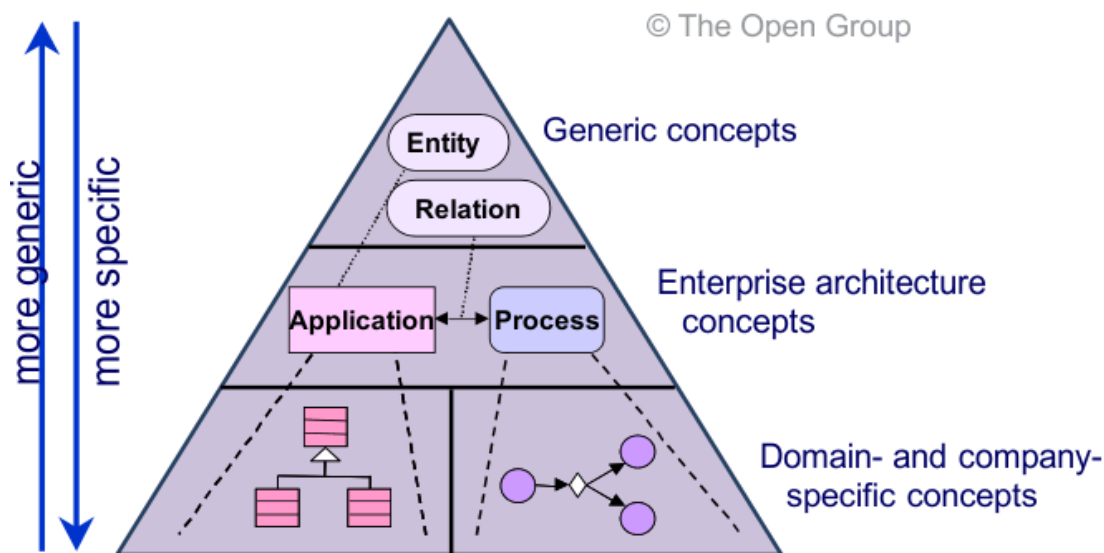 © The Open Group
Entity
Generic concepts
Relation
more generic
more specific
Enterprise architecture
concepts
Application
Process
Domain- and company-
specific concepts